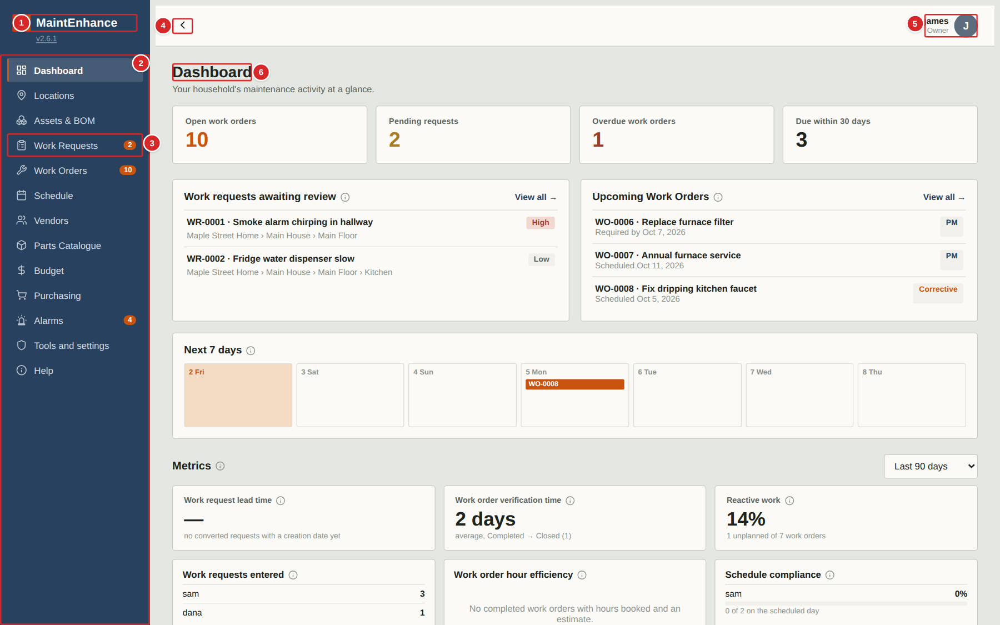 1
MaintEnhance
v2.6.1
2
Dashboard
Locations
Assets & BOM
Work Requests 2
3
Work Orders 10
Schedule
Vendors
Parts Catalogue
Budget
Purchasing
Alarms 4
Tools and settings
Help
4
5
james
Owner
J
Dashboard
6
Your household's maintenance activity at a glance.
Open work orders
10
Pending requests
2
Overdue work orders
1
Due within 30 days
3
Work requests awaiting review
View all →
WR-0001 · Smoke alarm chirping in hallway
High
Maple Street Home › Main House › Main Floor
WR-0002 · Fridge water dispenser slow
Low
Maple Street Home › Main House › Main Floor › Kitchen
Upcoming Work Orders
View all →
WO-0006 · Replace furnace filter
PM
Required by Oct 7, 2026
WO-0007 · Annual furnace service
PM
Scheduled Oct 11, 2026
WO-0008 · Fix dripping kitchen faucet
Corrective
Scheduled Oct 5, 2026
Next 7 days
2 Fri
3 Sat
4 Sun
5 Mon
WO-0008
6 Tue
7 Wed
8 Thu
Metrics
Last 90 days
Work request lead time
—
no converted requests with a creation date yet
Work order verification time
2 days
average, Completed → Closed (1)
Reactive work
14%
1 unplanned of 7 work orders
Work requests entered
sam 3
dana 1
Work order hour efficiency
No completed work orders with hours booked and an
estimate.
Schedule compliance
sam 0%
0 of 2 on the scheduled day